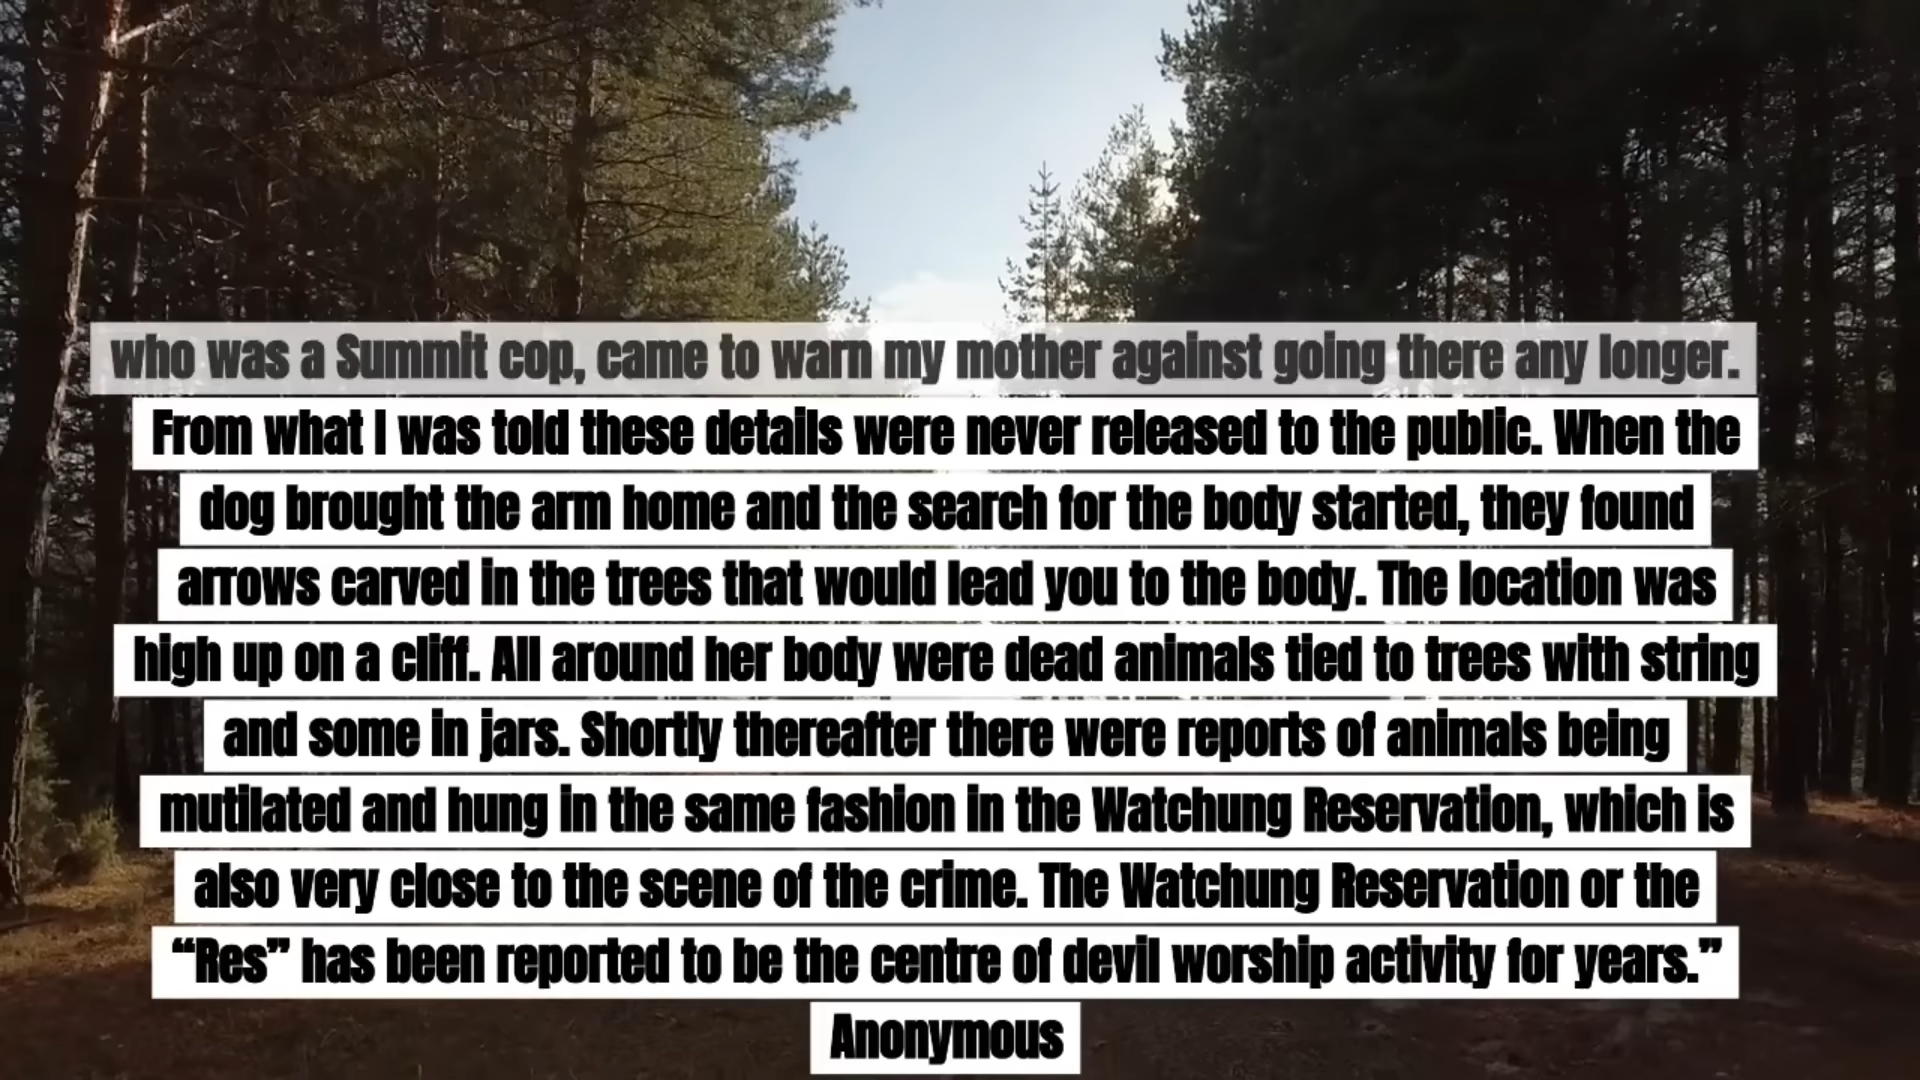 who was a Summit cop, came to warn my mother against going there any longer.
From what I was told these details were never released to the public. When the
dog brought the arm home and the search for the body started, they found
arrows carved in the trees that would lead you to the body. The location was
high up on a cliff. All around her body were dead animals tied to trees with string
and some in jars. Shortly thereafter there were reports of animals being
mutilated and hung in the same fashion in the Watchung Reservation, which is
also very close to the scene of the crime. The Watchung Reservation or the
“Res” has been reported to be the centre of devil worship activity for years.”
Anonymous